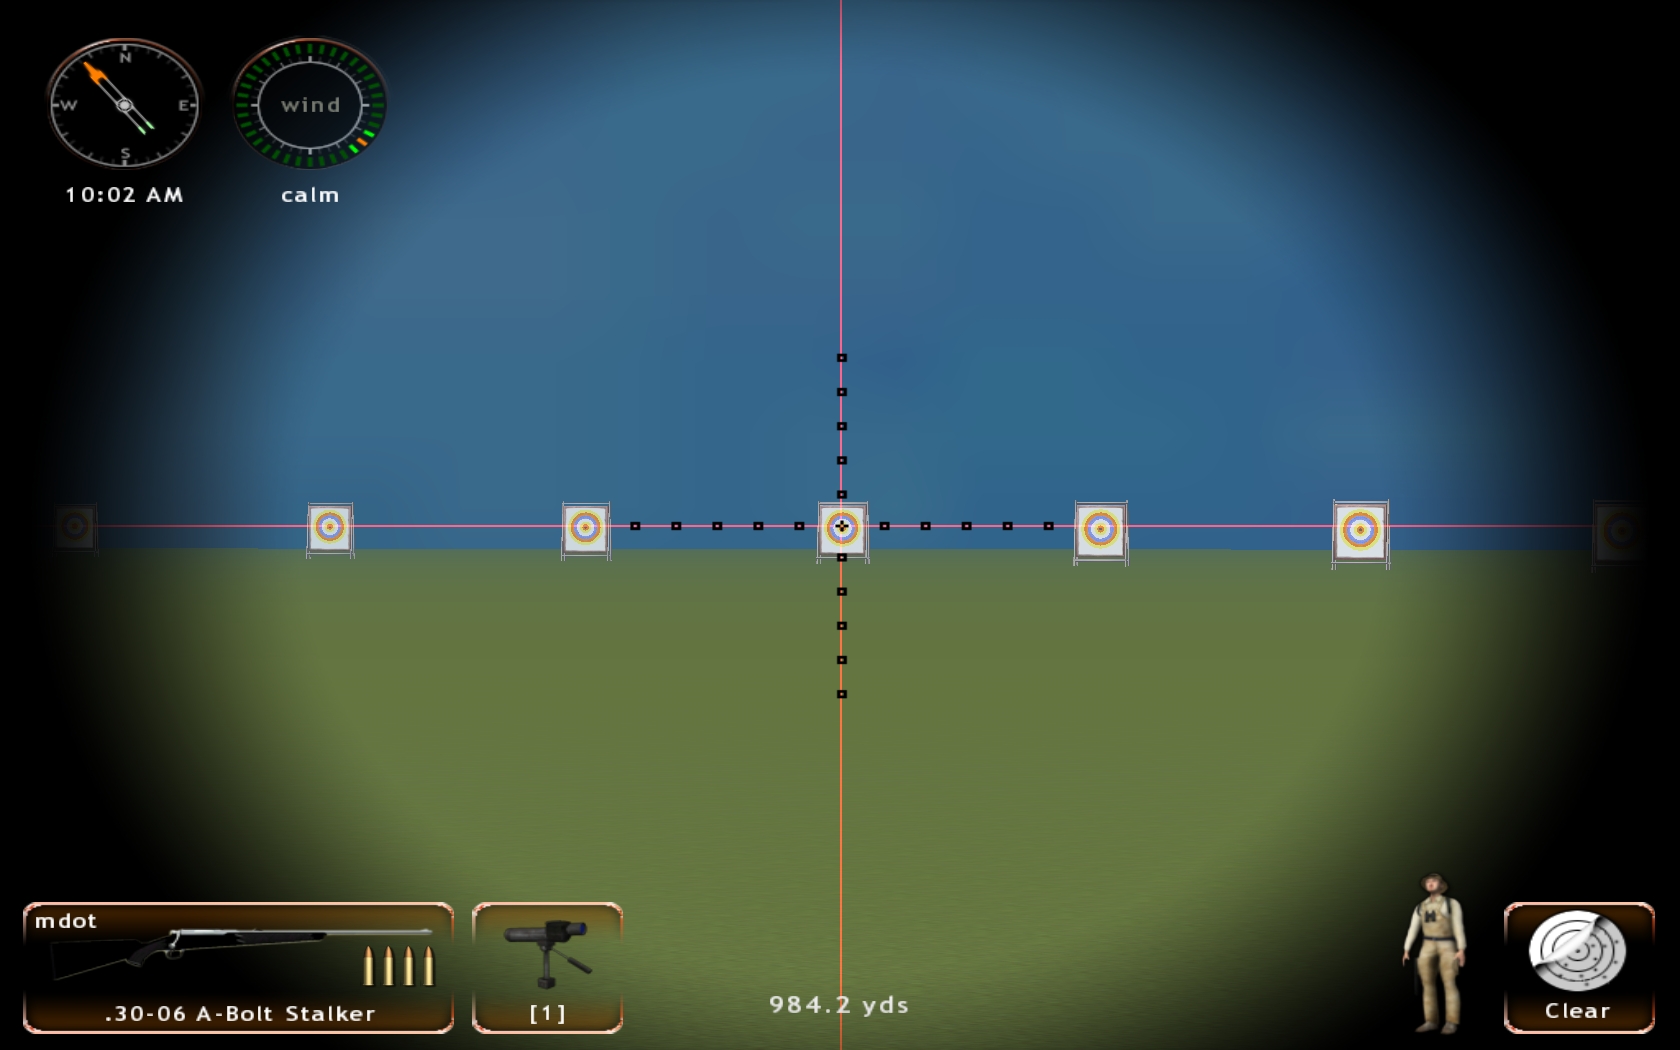 N
W E
S
wind
10:02 AM
calm
mdot
.30-06 A-Bolt Stalker
[1]
984.2 yds
Clear